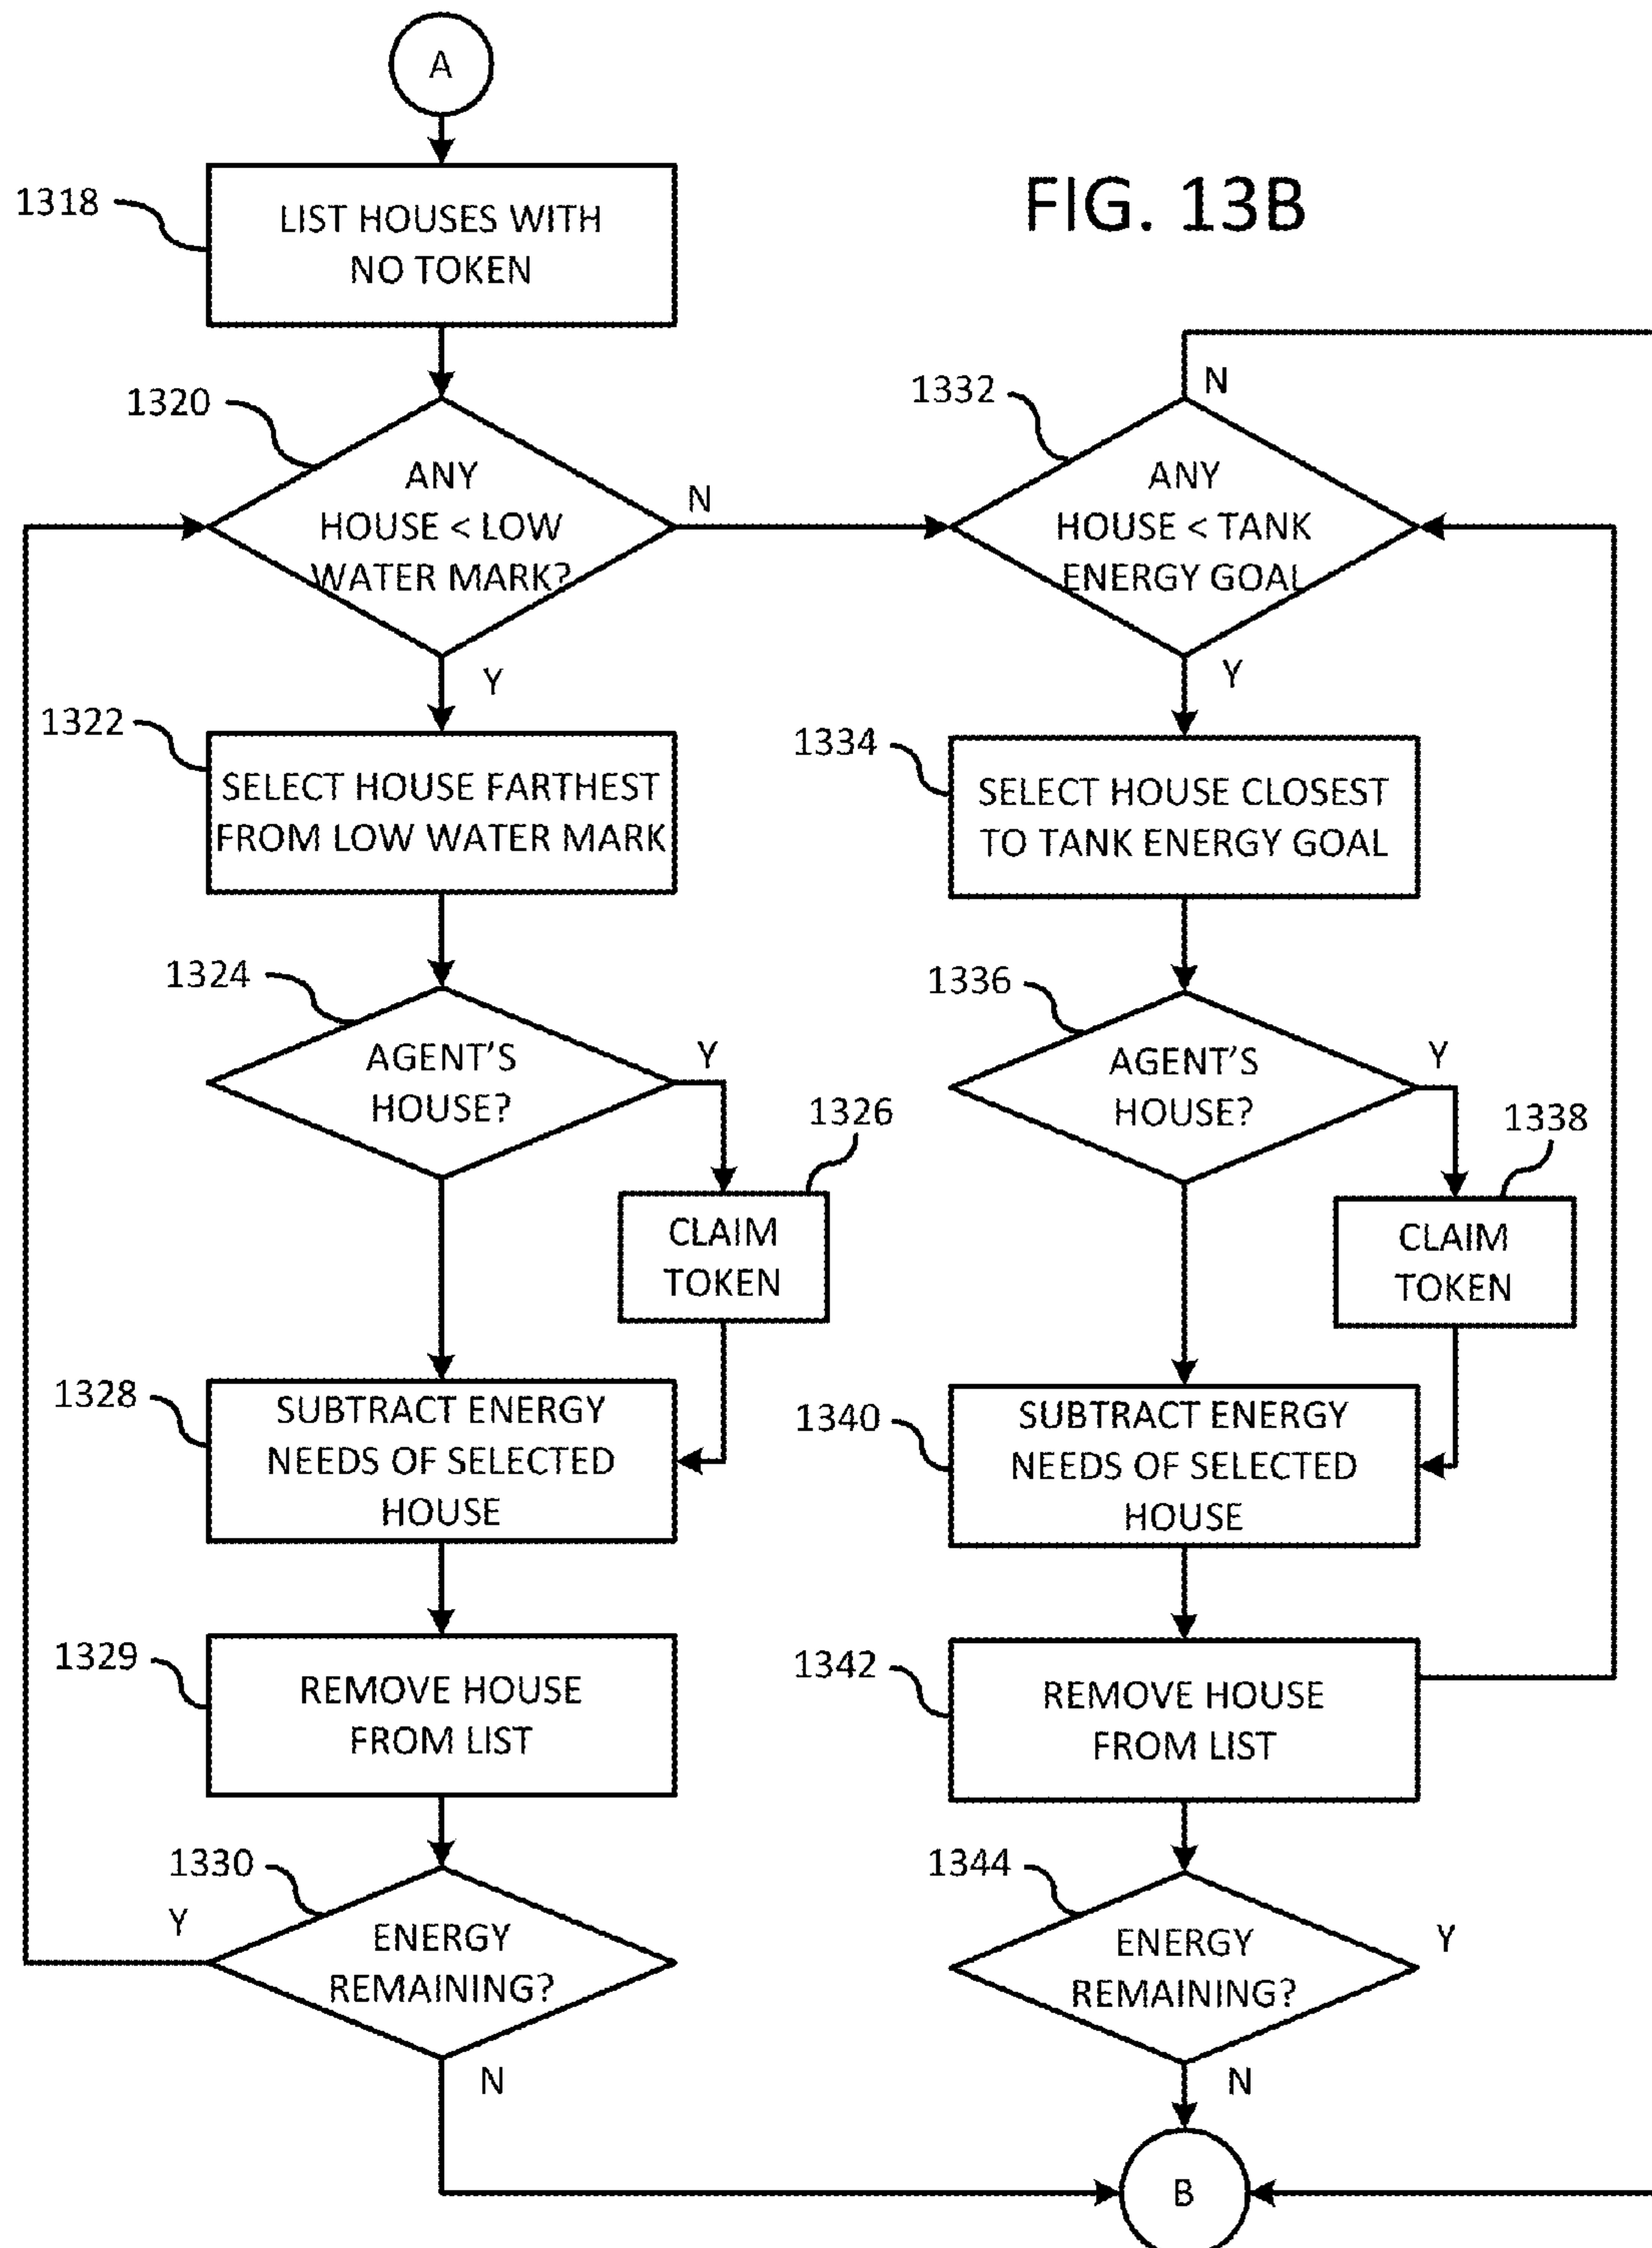 A
1318
LIST HOUSES WITH
NO TOKEN
FIG. 13B
1320
ANY
HOUSE < LOW
WATER MARK?
N
Y
1322
SELECT HOUSE FARTHEST
FROM LOW WATER MARK
1324
AGENT'S
HOUSE?
Y
1326
CLAIM
TOKEN
1328
SUBTRACT ENERGY
NEEDS OF SELECTED
HOUSE
1329
REMOVE HOUSE
FROM LIST
1330
Y
ENERGY
REMAINING?
N
1332
N
ANY
HOUSE < TANK
ENERGY GOAL
Y
1334
SELECT HOUSE CLOSEST
TO TANK ENERGY GOAL
1336
AGENT'S
HOUSE?
Y
1338
CLAIM
TOKEN
1340
SUBTRACT ENERGY
NEEDS OF SELECTED
HOUSE
1342
REMOVE HOUSE
FROM LIST
1344
ENERGY
REMAINING?
Y
N
B